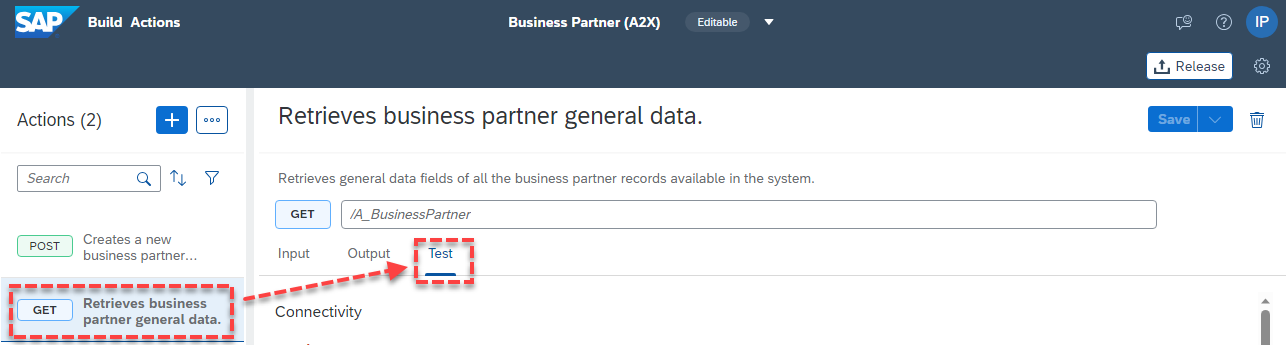 SAP Build Actions Business Partner (A2X) Editable IP
Release
Actions (2) Retrieves business partner general data. Save
Search
Retrieves general data fields of all the business partner records available in the system.
GET /A_BusinessPartner
POST Creates a new
business partner...
Input Output Test
GET Retrieves business
partner general data.
Connectivity